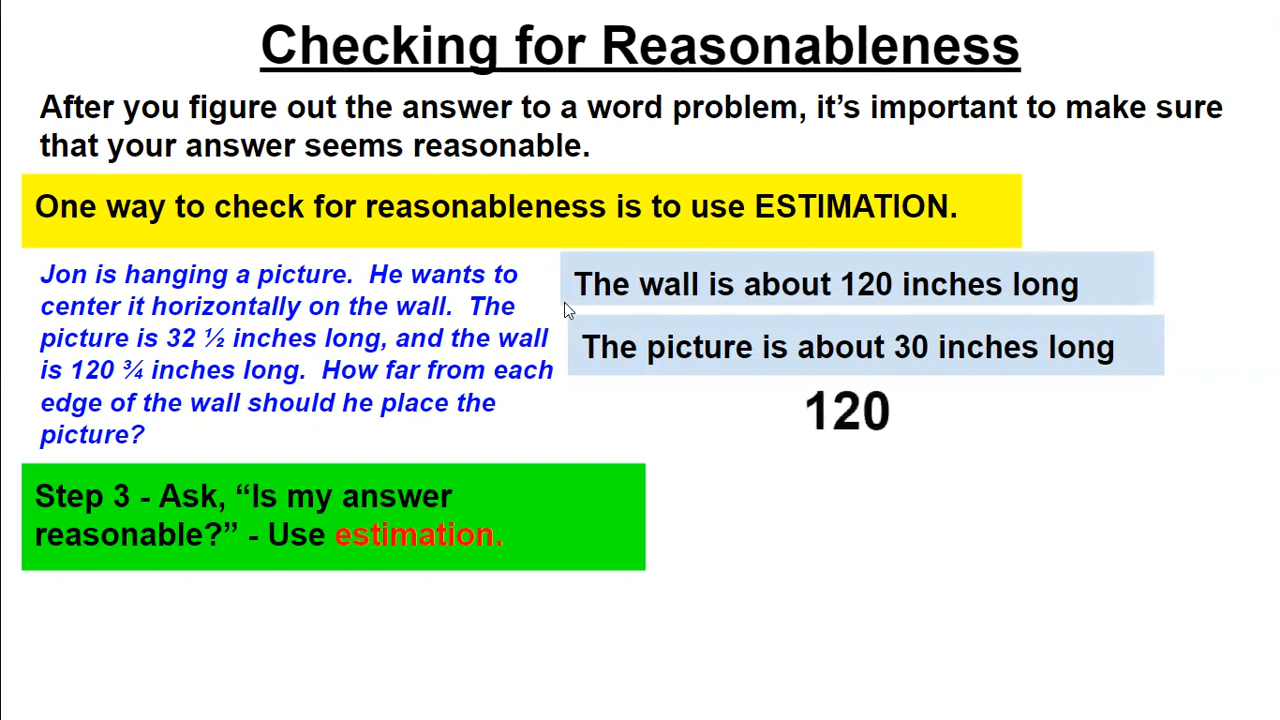 Checking for Reasonableness
After you figure out the answer to a word problem, it's important to make sure
that your answer seems reasonable.
One way to check for reasonableness is to use ESTIMATION.
Jon is hanging a picture.  He wants to
center it horizontally on the wall.  The
picture is 32 ½ inches long, and the wall
is 120 ¾ inches long.  How far from each
edge of the wall should he place the
picture?
The wall is about 120 inches long
The picture is about 30 inches long
120
Step 3 - Ask, “Is my answer
reasonable?” - Use estimation.